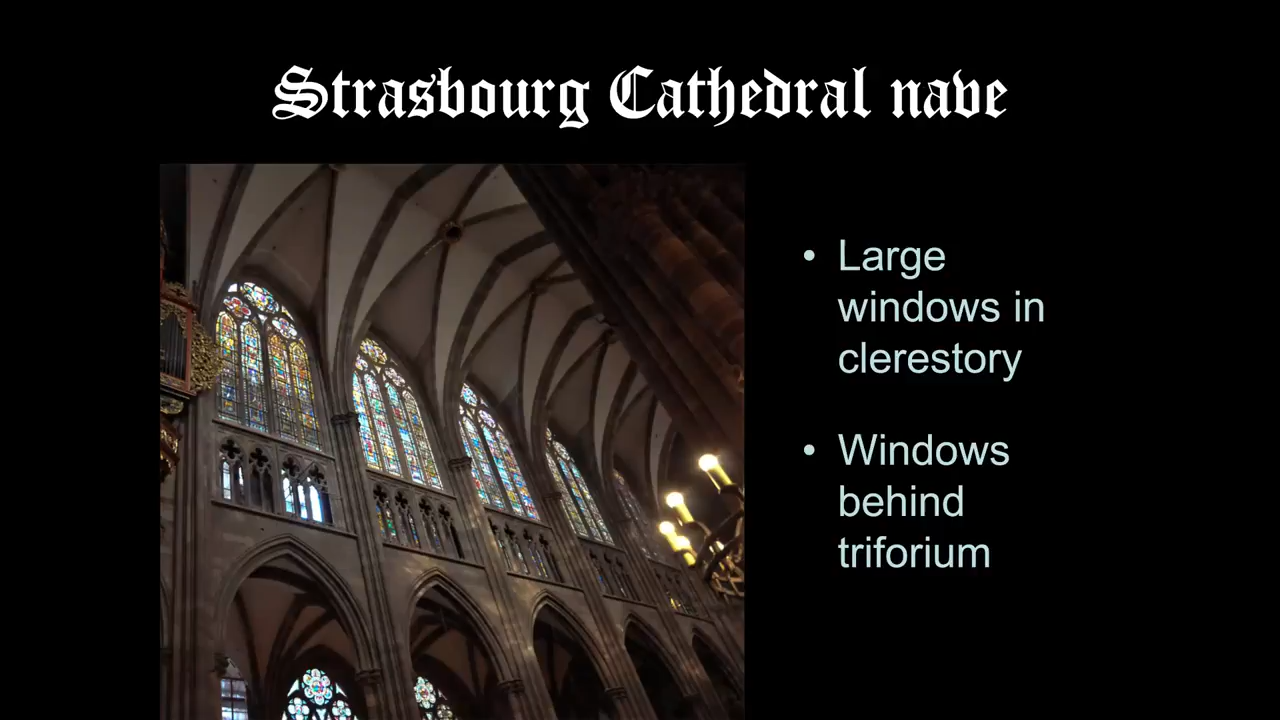 Strasbourg Cathedral nave
• Large
windows in
clerestory
• Windows
behind
triforium